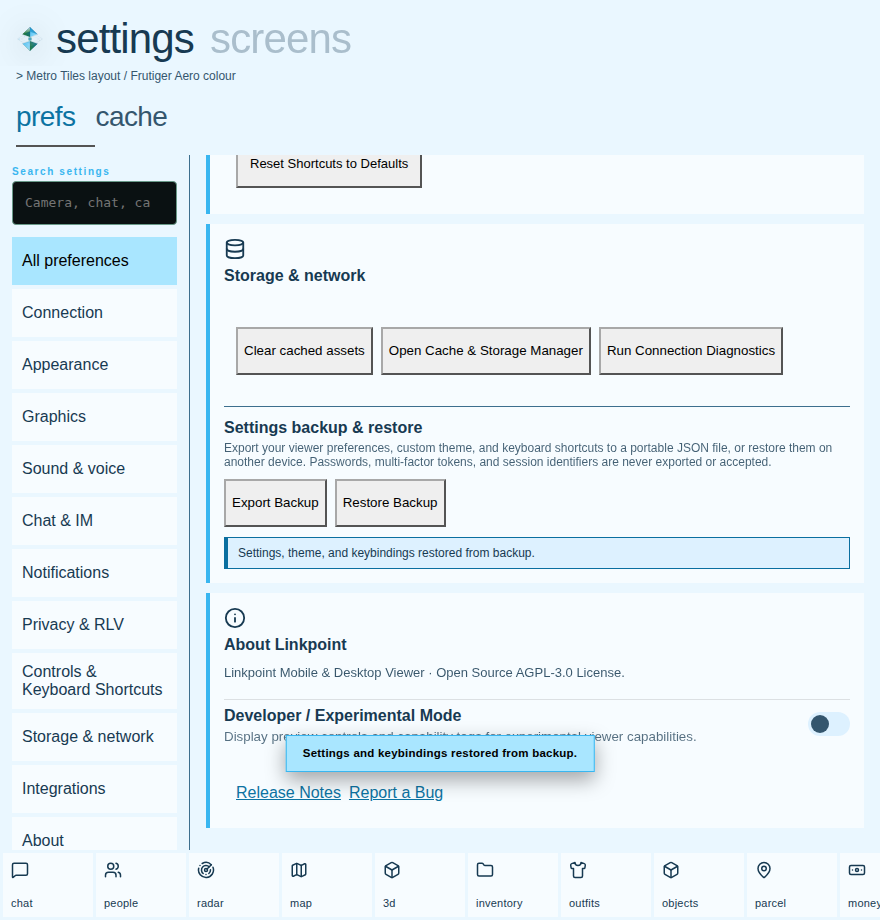 settings screens
> Metro Tiles layout / Frutiger Aero colour
prefs cache
Search settings
Camera, chat, ca
All preferences
Connection
Appearance
Graphics
Sound & voice
Chat & IM
Notifications
Privacy & RLV
Controls &
Keyboard Shortcuts
Storage & network
Integrations
About
Reset Shortcuts to Defaults
Storage & network
Clear cached assets Open Cache & Storage Manager Run Connection Diagnostics
Settings backup & restore
Export your viewer preferences, custom theme, and keyboard shortcuts to a portable JSON file, or restore them on
another device. Passwords, multi-factor tokens, and session identifiers are never exported or accepted.
Export Backup Restore Backup
Settings, theme, and keybindings restored from backup.
About Linkpoint
Linkpoint Mobile & Desktop Viewer · Open Source AGPL-3.0 License.
Developer / Experimental Mode
Display preview controls and capability tags for experimental viewer capabilities.
Settings and keybindings restored from backup.
Release Notes Report a Bug
chat people radar map 3d inventory outfits objects parcel money